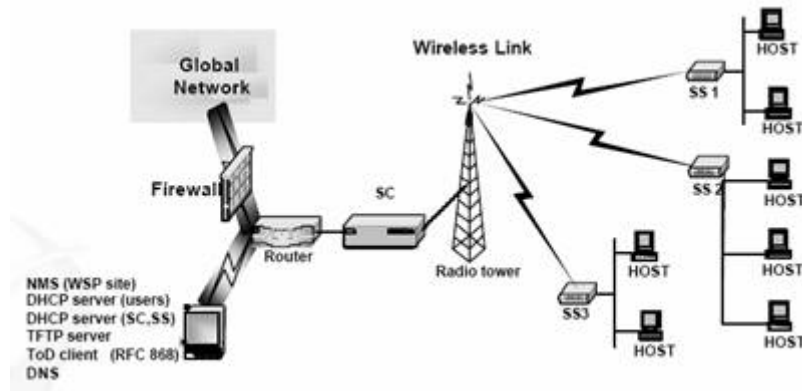 Global
Network
Wireless Link
Firewall
SC
Router
Radio tower
SS 1
HOST
HOST
SS 2
HOST
HOST
HOST
SS3
HOST
HOST
NMS (WSP site)
DHCP server (users)
DHCP server (SC,SS)
TFTP server
ToD client (RFC 868)
DNS